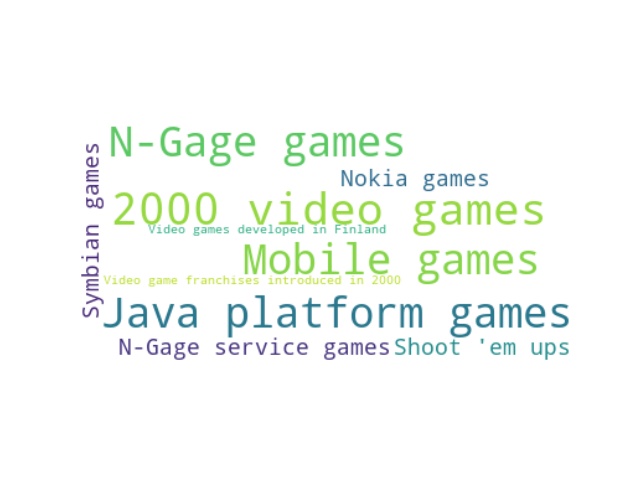 N-Gage games
Symbian games
Nokia games
2000 video games
Video games developed in Finland
Mobile games
Video game franchises introduced in 2000
Java platform games
N-Gage service games
Shoot 'em ups